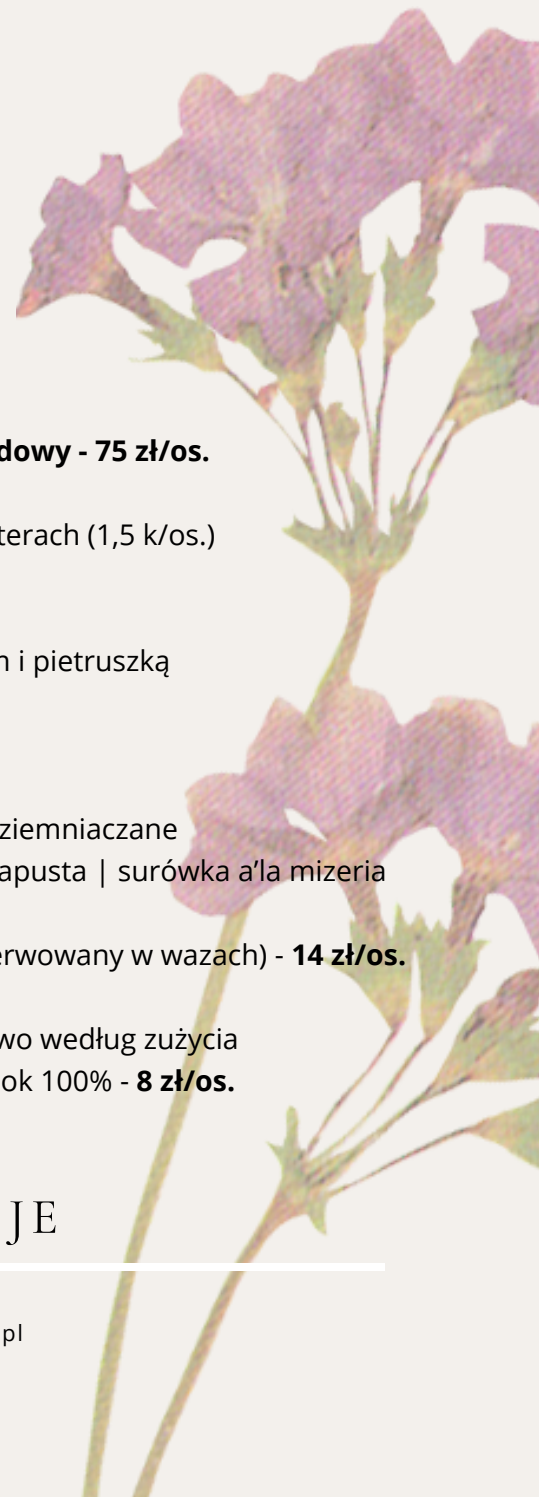 dowy - 75 zł/os.
terach (1,5 k/os.)
i pietruszką
ziemniaczane
apusta | surówka a'la mizeria
erwowany w wazach) - 14 zł/os.
wo według zużycia
ok 100% - 8 zł/os.
JE
pl